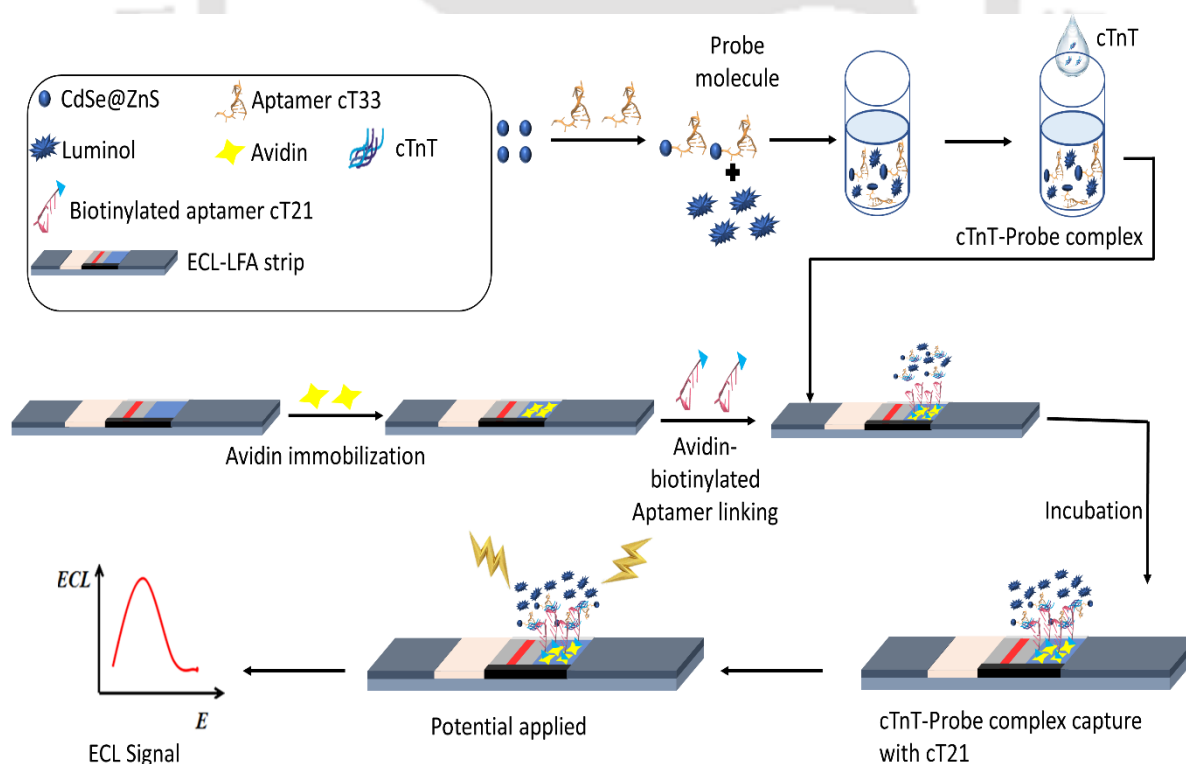 cTnT
Probe
molecule
CdSe@ZnS
Aptamer cT33
Luminol
Avidin
cTnT
Biotinylated aptamer cT21
ECL-LFA strip
cTnT-Probe complex
Avidin immobilization
Avidin-
biotinylated
Aptamer linking
Incubation
ECL
E
ECL Signal
Potential applied
cTnT-Probe complex capture
with cT21